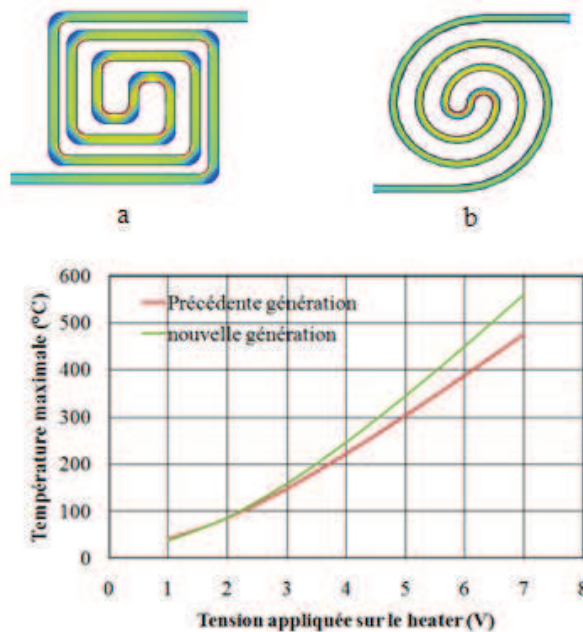 a
b
Température maximale (°C)
600
500
400
300
200
100
0
Précédente génération
nouvelle génération
0 1 2 3 4 5 6 7 8
Tension appliquée sur le heater (V)